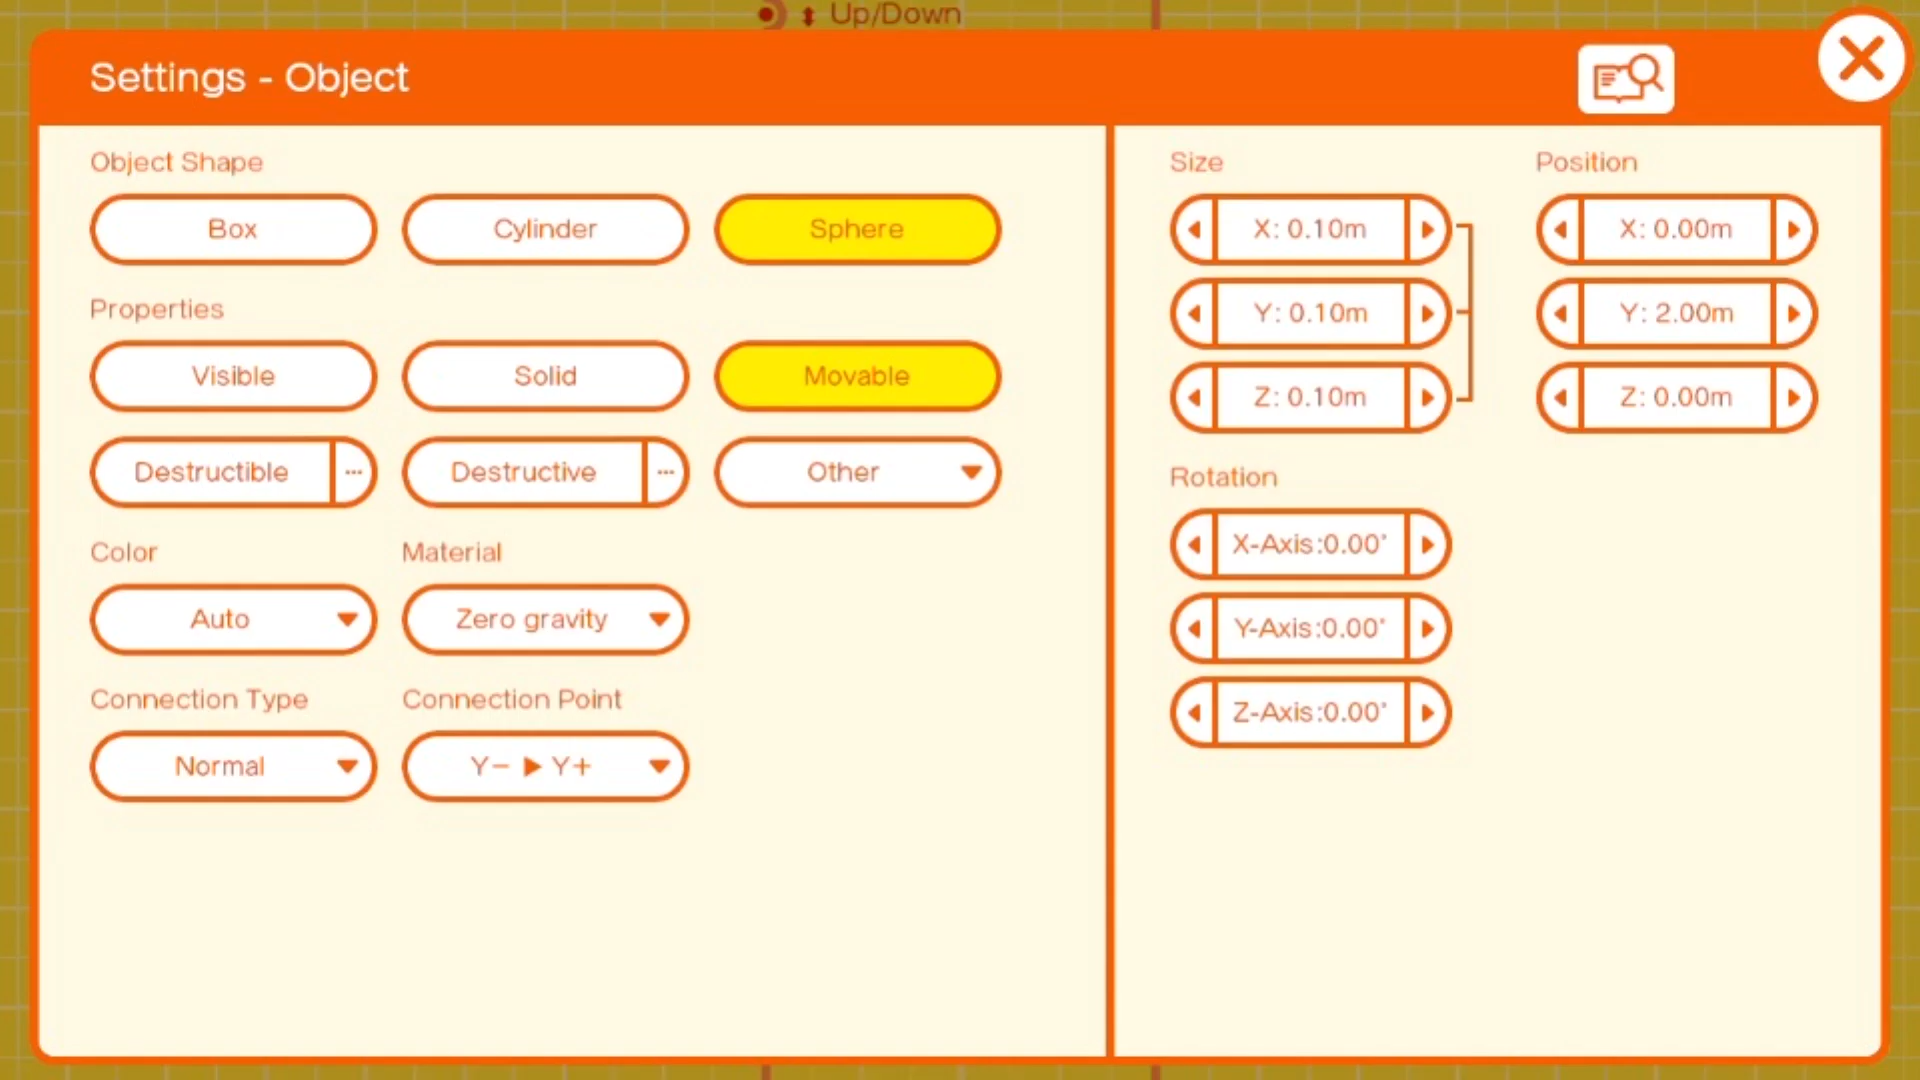 Up/Down
Settings - Object
Object Shape
Box
Cylinder
Sphere
Properties
Visible
Solid
Movable
Destructible
...
Destructive
...
Other
Color
Material
Auto
Zero gravity
Connection Type
Connection Point
Normal
Y− ▶ Y+
Size
Position
X: 0.10m
X: 0.00m
Y: 0.10m
Y: 2.00m
Z: 0.10m
Z: 0.00m
Rotation
X-Axis:0.00°
Y-Axis:0.00°
Z-Axis:0.00°